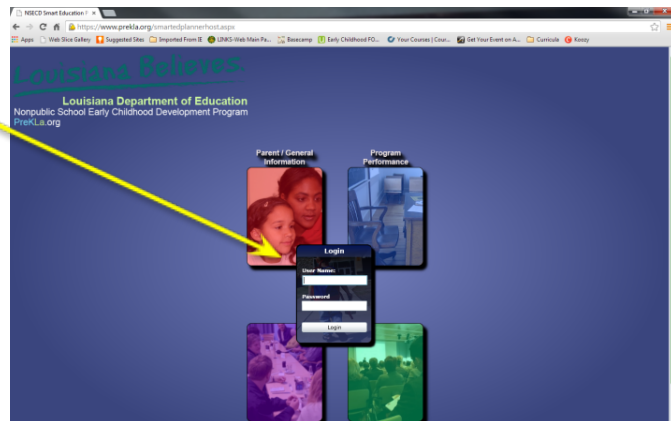 NSECD Smart Education /
https://www.prekla.org/smartedplannerhost.aspx
Apps Web Slice Gallery Suggested Sites Imported From IE LINKS-Web Main Pa... Basecamp Early Childhood FO... Your Courses | Cour... Get Your Event on A... Curricula Koozy
Louisiana Believes
Louisiana Department of Education
Nonpublic School Early Childhood Development Program
PreKLa.org
Parent / General
Information
Program
Performance
Login
User Name:
Password
Login